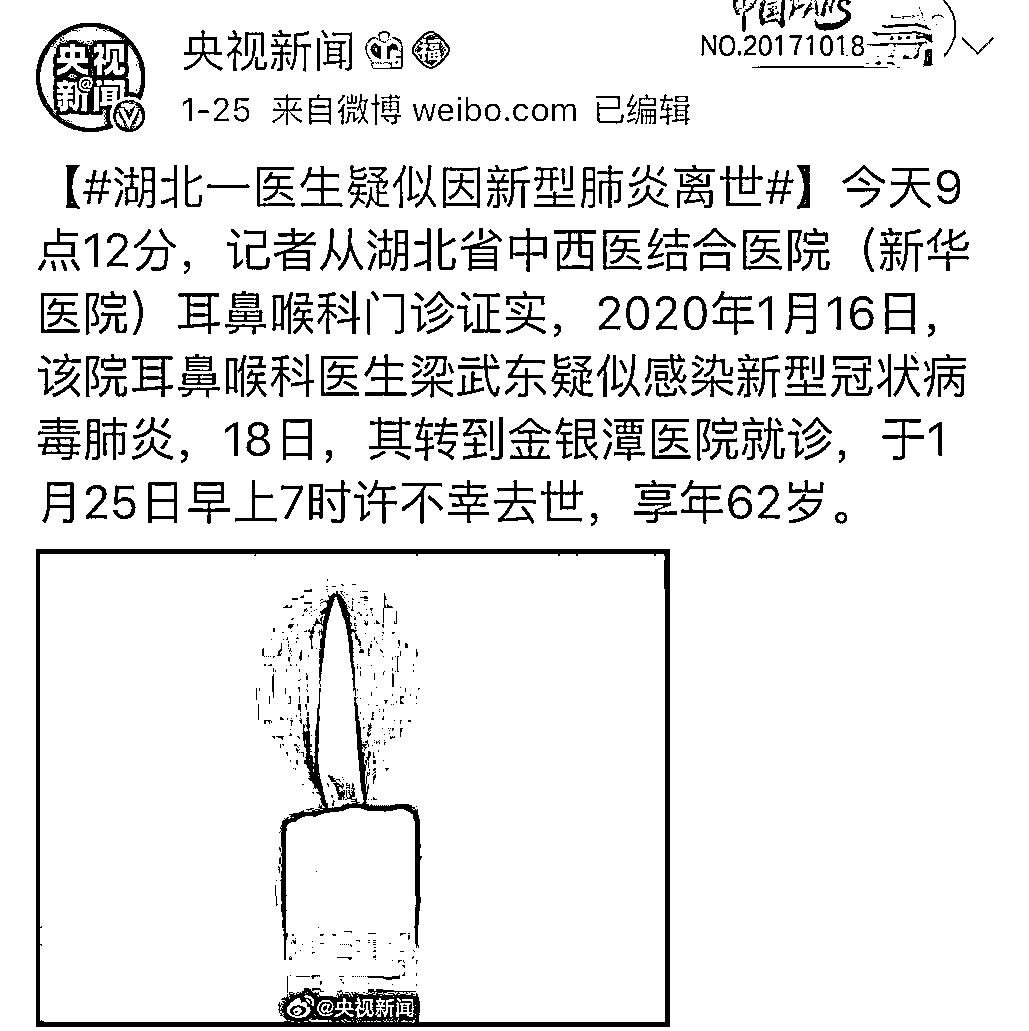 中国FANS
央视新闻 福
NO.20171018
央视
新闻
1-25 来自微博 weibo.com 已编辑
【#湖北一医生疑似因新型肺炎离世#】今天9
点12分，记者从湖北省中西医结合医院（新华
医院）耳鼻喉科门诊证实，2020年1月16日，
该院耳鼻喉科医生梁武东疑似感染新型冠状病
毒肺炎，18日，其转到金银潭医院就诊，于1
月25日早上7时许不幸去世，享年62岁。
@央视新闻